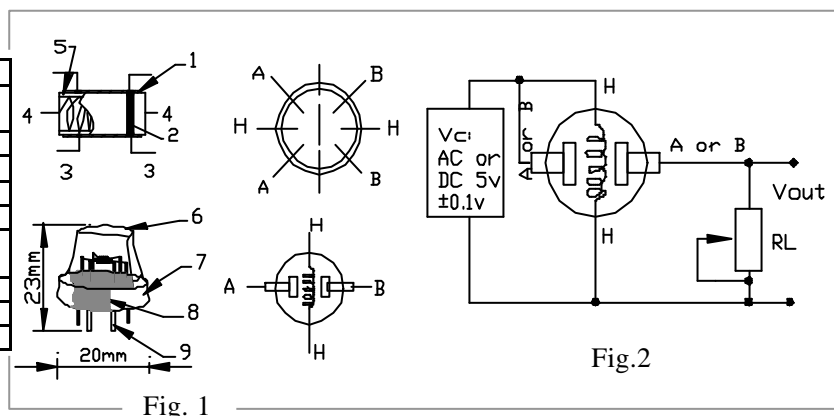 5
1
4
4
2
3
3
A
B
H
H
A
B
6
7
8
9
23mm
20mm
A
B
H
H
Fig. 1
Vc:
AC or
DC 5v
±0.1v
A or B
H
H
A or B
Vout
RL
Fig.2